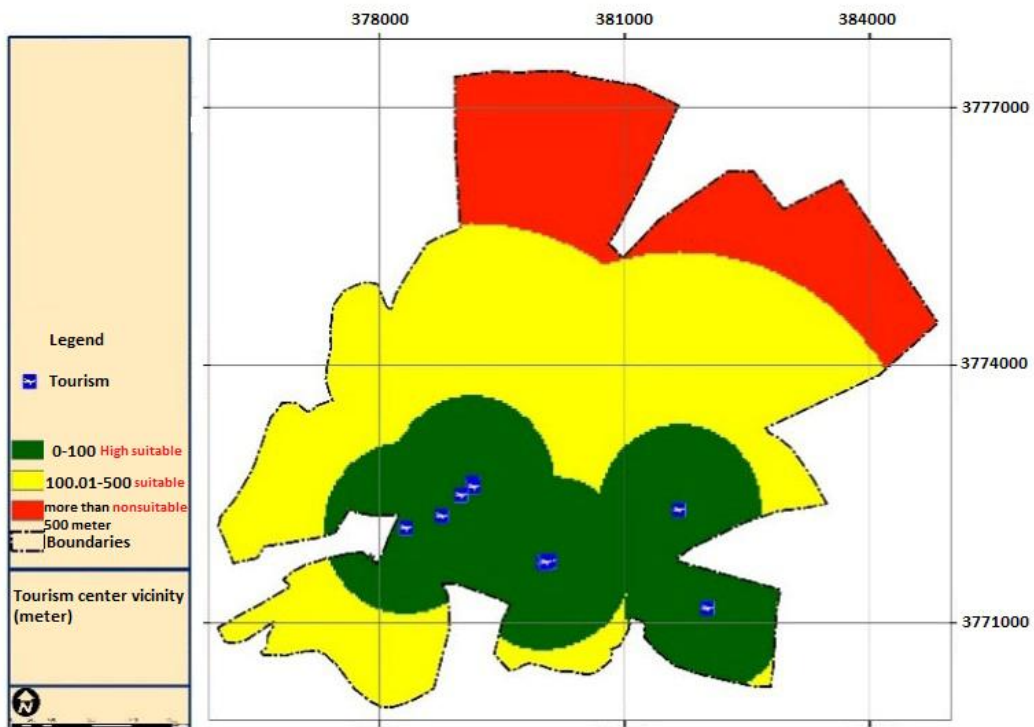 378000
381000
384000
3777000
3774000
3771000
Legend
Tourism
0-100 High suitable
100.01-500 suitable
more than nonsuitable
500 meter
Boundaries
Tourism center vicinity
(meter)
N